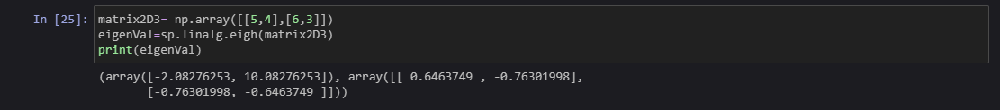 In [25]: matrix2D3= np.array([[5,4],[6,3]])
eigenVal=sp.linalg.eigh(matrix2D3)
print(eigenVal)
(array([-2.08276253, 10.08276253]), array([[ 0.6463749 , -0.76301998],
[-0.76301998, -0.6463749 ]]))